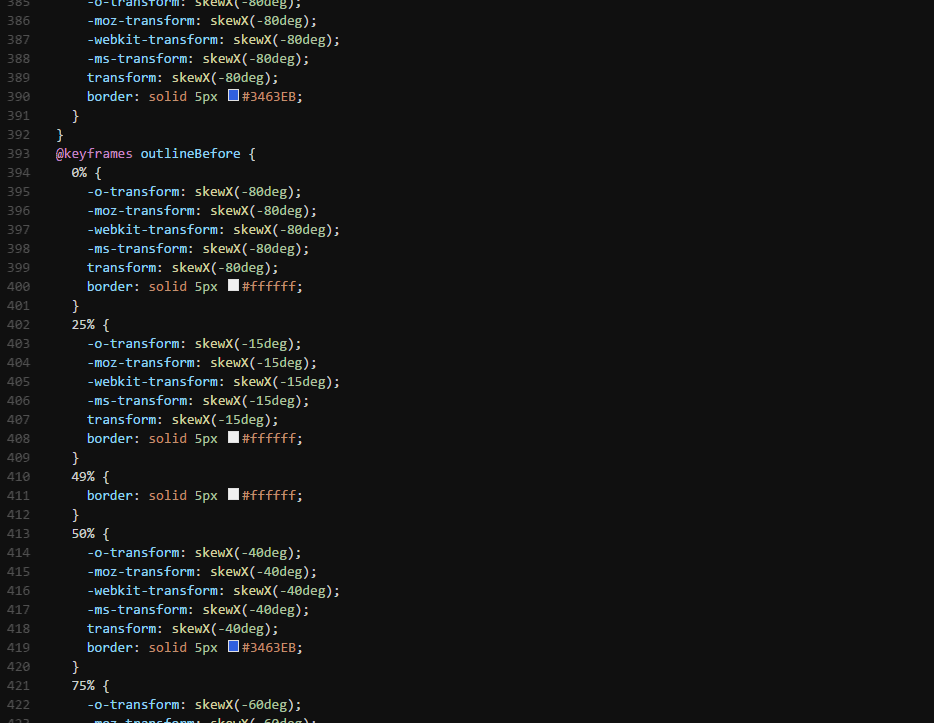 385 -o-transform: skewX(-80deg);
386 -moz-transform: skewX(-80deg);
387 -webkit-transform: skewX(-80deg);
388 -ms-transform: skewX(-80deg);
389 transform: skewX(-80deg);
390 border: solid 5px #3463EB;
391 }
392 }
393 @keyframes outlineBefore {
394 0% {
395 -o-transform: skewX(-80deg);
396 -moz-transform: skewX(-80deg);
397 -webkit-transform: skewX(-80deg);
398 -ms-transform: skewX(-80deg);
399 transform: skewX(-80deg);
400 border: solid 5px #ffffff;
401 }
402 25% {
403 -o-transform: skewX(-15deg);
404 -moz-transform: skewX(-15deg);
405 -webkit-transform: skewX(-15deg);
406 -ms-transform: skewX(-15deg);
407 transform: skewX(-15deg);
408 border: solid 5px #ffffff;
409 }
410 49% {
411 border: solid 5px #ffffff;
412 }
413 50% {
414 -o-transform: skewX(-40deg);
415 -moz-transform: skewX(-40deg);
416 -webkit-transform: skewX(-40deg);
417 -ms-transform: skewX(-40deg);
418 transform: skewX(-40deg);
419 border: solid 5px #3463EB;
420 }
421 75% {
422 -o-transform: skewX(-60deg);
423 -moz-transform: skewX(-60deg);